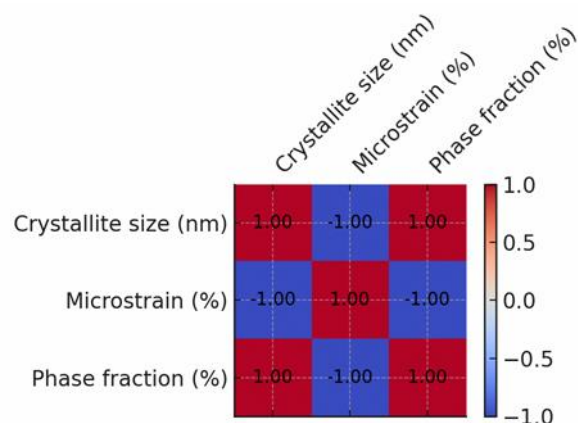 Crystallite size (nm)
Microstrain (%)
Phase fraction (%)
Crystallite size (nm) 1.00 -1.00 1.00
Microstrain (%) -1.00 1.00 -1.00
Phase fraction (%) 1.00 -1.00 1.00
1.0
0.5
0.0
−0.5
−1.0